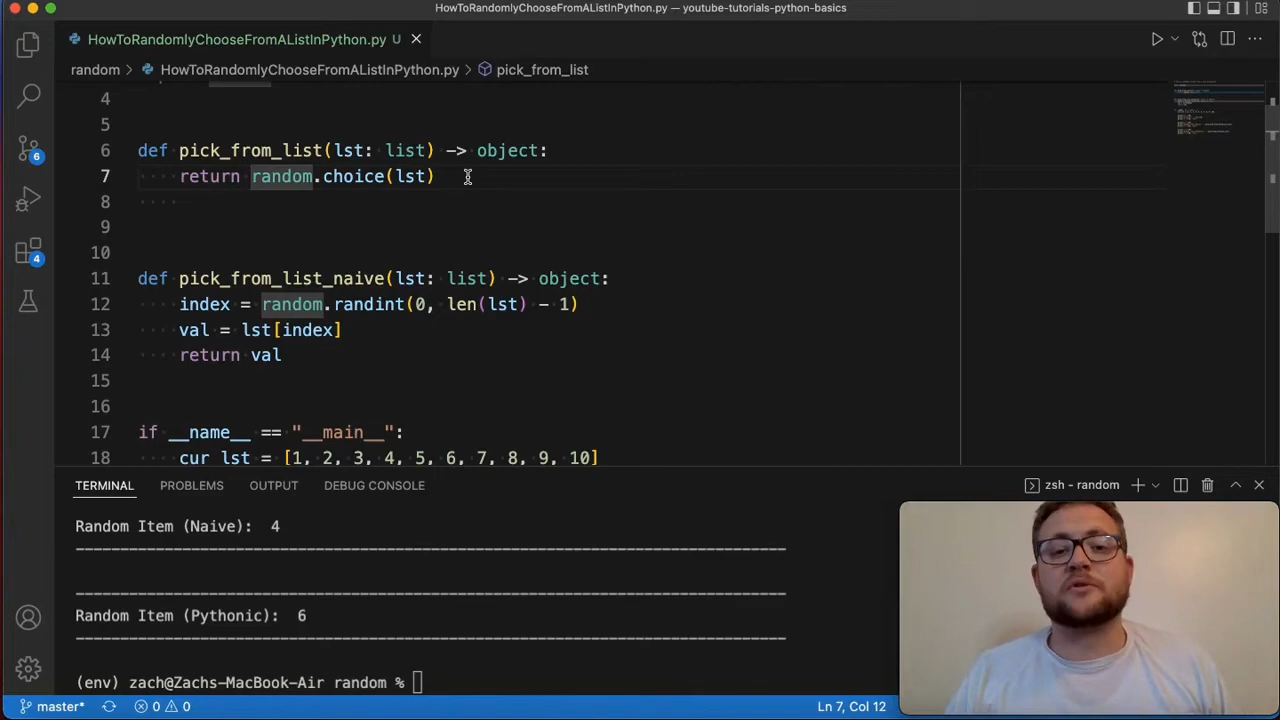 HowToRandomlyChooseFromAListInPython.py — youtube-tutorials-python-basics
HowToRandomlyChooseFromAListInPython.py U
random > HowToRandomlyChooseFromAListInPython.py > pick_from_list
4
5
6 def pick_from_list(lst: list) -> object:
7 return random.choice(lst)
8
9
10
11 def pick_from_list_naive(lst: list) -> object:
12 index = random.randint(0, len(lst) - 1)
13 val = lst[index]
14 return val
15
16
17 if __name__ == "__main__":
18 cur_lst = [1, 2, 3, 4, 5, 6, 7, 8, 9, 10]
6
4
TERMINAL PROBLEMS OUTPUT DEBUG CONSOLE zsh - random
Random Item (Naive): 4
Random Item (Pythonic): 6
(env) zach@Zachs-MacBook-Air random %
master* 0 0 Ln 7, Col 12